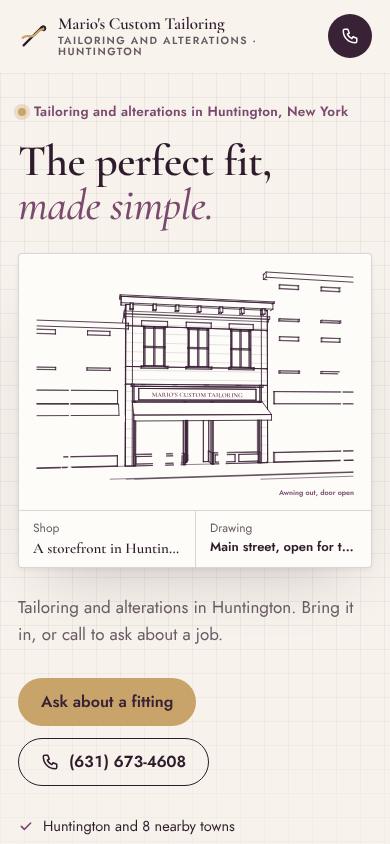 Mario's Custom Tailoring
TAILORING AND ALTERATIONS ·
HUNTINGTON
Tailoring and alterations in Huntington, New York
The perfect fit,
made simple.
MARIO'S CUSTOM TAILORING
Awning out, door open
Shop
A storefront in Huntin...
Drawing
Main street, open for t...
Tailoring and alterations in Huntington. Bring it
in, or call to ask about a job.
Ask about a fitting
(631) 673-4608
Huntington and 8 nearby towns